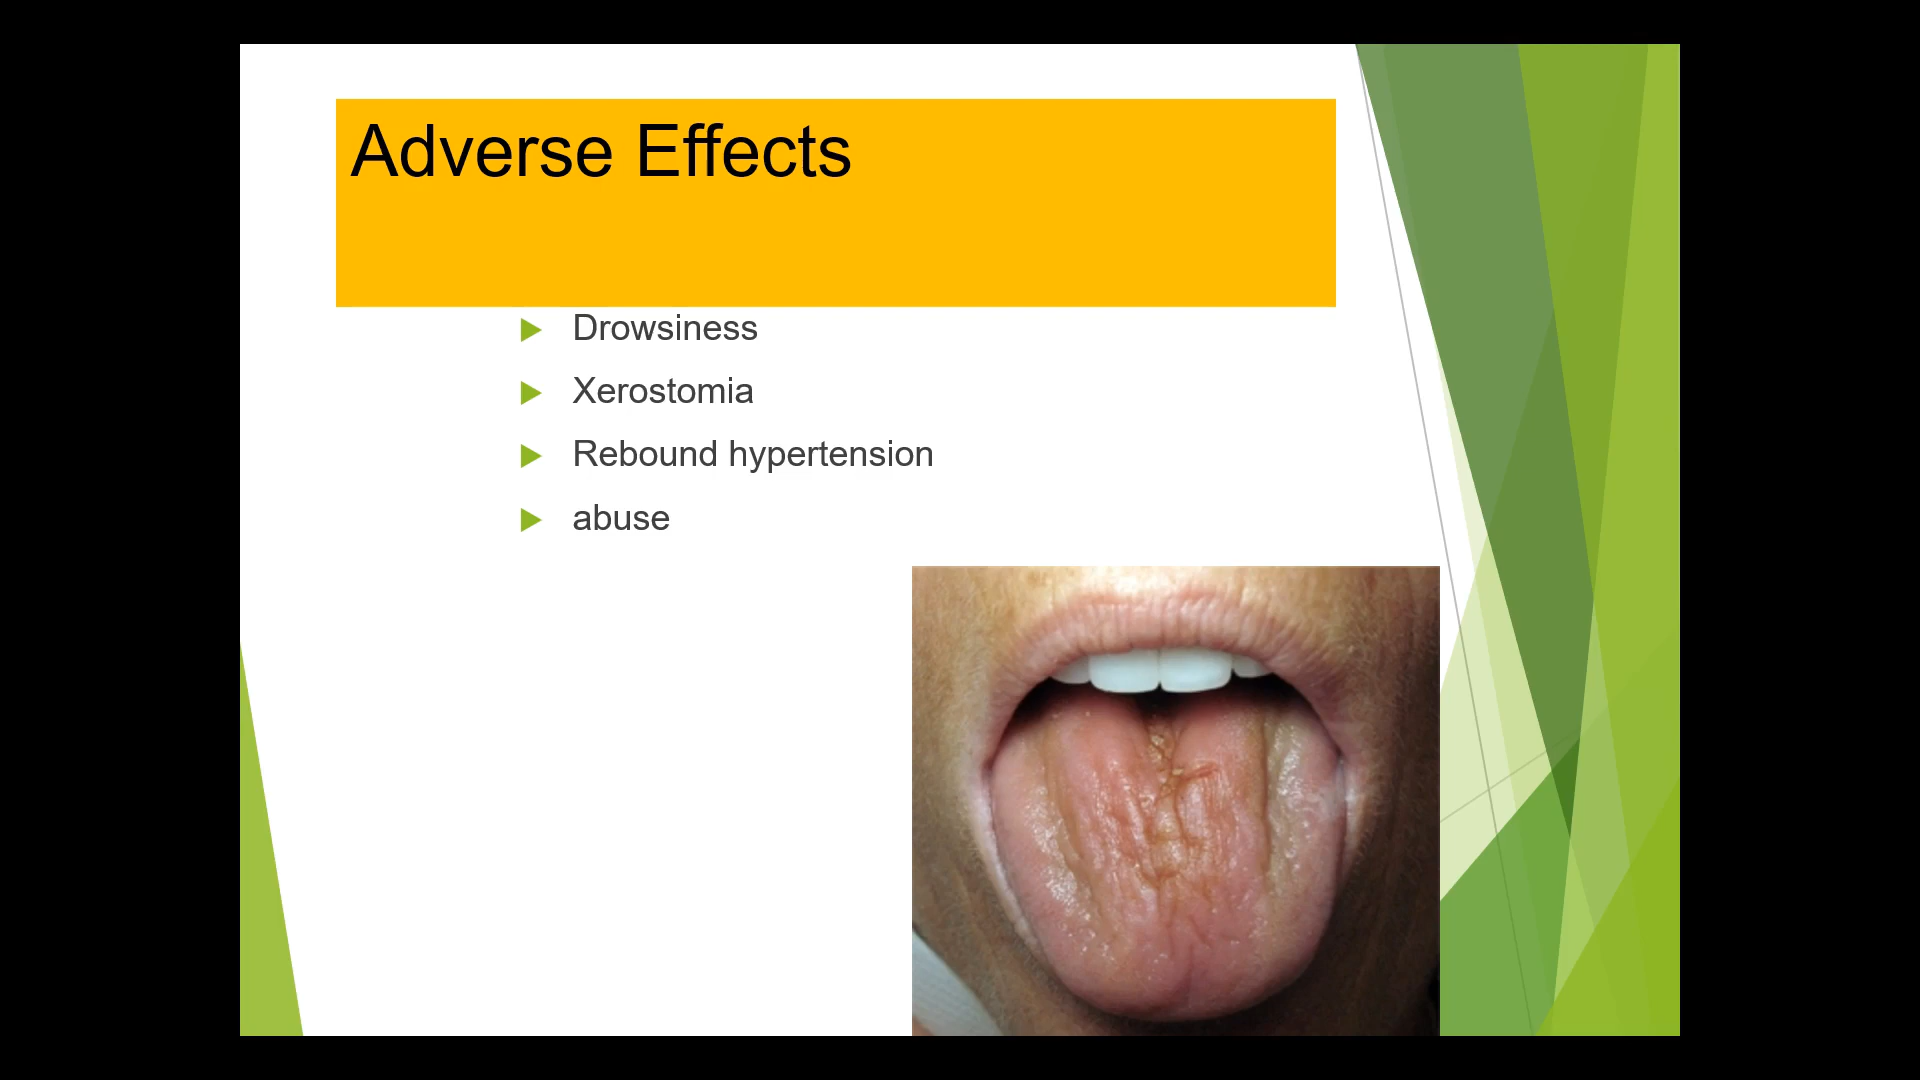 Adverse Effects
Drowsiness
Xerostomia
Rebound hypertension
abuse